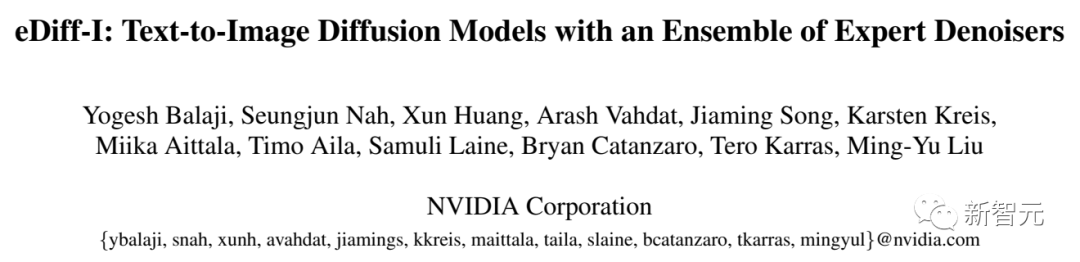 eDiff-I: Text-to-Image Diffusion Models with an Ensemble of Expert Denoisers
Yogesh Balaji, Seungjun Nah, Xun Huang, Arash Vahdat, Jiaming Song, Karsten Kreis,
Miika Aittala, Timo Aila, Samuli Laine, Bryan Catanzaro, Tero Karras, Ming-Yu Liu
NVIDIA Corporation
新智元
{ybalaji, snah, xunh, avahdat, jiamings, kkreis, maittala, taila, slaine, bcatanzaro, tkarras, mingyul}@nvidia.com